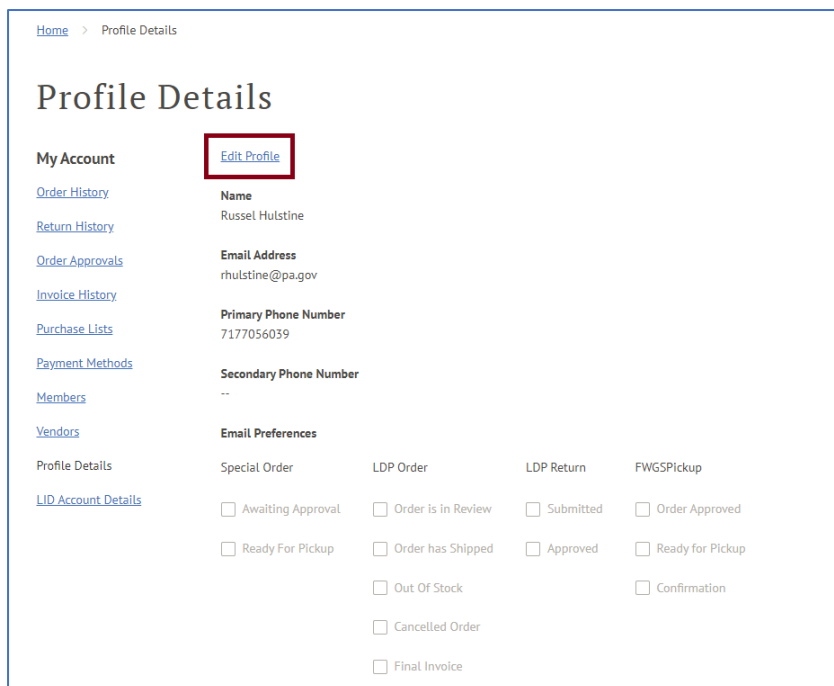 Home > Profile Details
Profile Details
My Account
Order History
Return History
Order Approvals
Invoice History
Purchase Lists
Payment Methods
Members
Vendors
Profile Details
LID Account Details
Edit Profile
Name
Russel Hulstine
Email Address
rhulstine@pa.gov
Primary Phone Number
7177056039
Secondary Phone Number
--
Email Preferences
Special Order LDP Order LDP Return FWGSPickup
Awaiting Approval Order is in Review Submitted Order Approved
Ready For Pickup Order has Shipped Approved Ready for Pickup
Out Of Stock Confirmation
Cancelled Order
Final Invoice